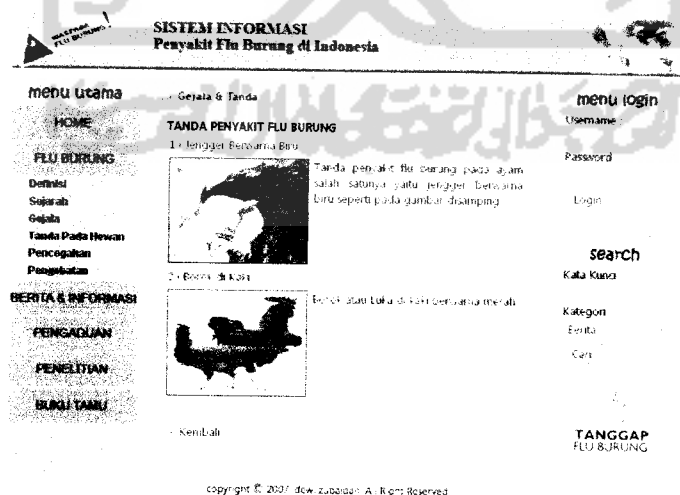 WASPADA
FLU BURUNG !
SISTEM INFORMASI
Penyakit Flu Burung di Indonesia
menu utama
HOME
FLU BURUNG
Definisi
Sejarah
Gejala
Tanda Pada Hewan
Pencegahan
Pengobatan
BERITA & INFORMASI
PENGADUAN
PENELITIAN
BUKU TAMU
Gejala & Tanda
TANDA PENYAKIT FLU BURUNG
1. Jengger Berwarna Biru
Tanda penyakit flu burung pada ayam
salah satunya yaitu jengger berwarna
biru seperti pada gambar disamping
2. di Kaki
atau Luka di kaki berwarna merah
Kembali
menu login
Username
Password
Login
search
Kata Kunci
Kategori
Berita
Cari
TANGGAP
FLU BURUNG
copyright © 2007 dewi zubaidah All Right Reserved